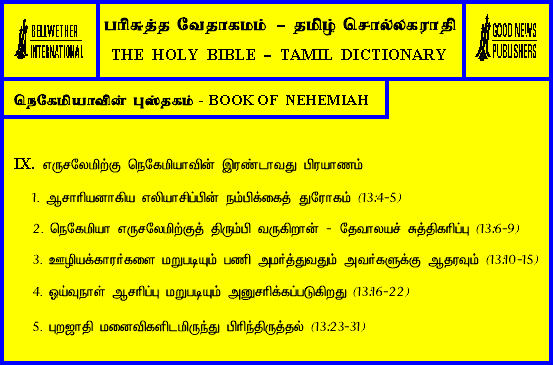 BELLWETHER
INTERNATIONAL
பரிசுத்த வேதாகமம் – தமிழ் சொல்லகராதி
THE HOLY BIBLE – TAMIL DICTIONARY
GOOD NEWS
PUBLISHERS
நெகேமியாவின் புஸ்தகம் - BOOK OF NEHEMIAH
IX. எருசலேமிற்கு நெகேமியாவின் இரண்டாவது பிரயாணம்
1. ஆசாரியனாகிய எலியாசிப்பின் நம்பிக்கைத் துரோகம் (13:4-5)
2. நெகேமியா எருசலேமிற்குத் திரும்பி வருகிறான் - தேவாலயச் சுத்திகரிப்பு (13:6-9)
3. ஊழியக்காரர்களை மறுபடியும் பணி அமர்த்துவதும் அவர்களுக்கு ஆதரவும் (13:10-15)
4. ஓய்வுநாள் ஆசரிப்பு மறுபடியும் அனுசரிக்கப்படுகிறது (13:16-22)
5. புறஜாதி மனைவிகளிடமிருந்து பிரிந்திருத்தல் (13:23-31)